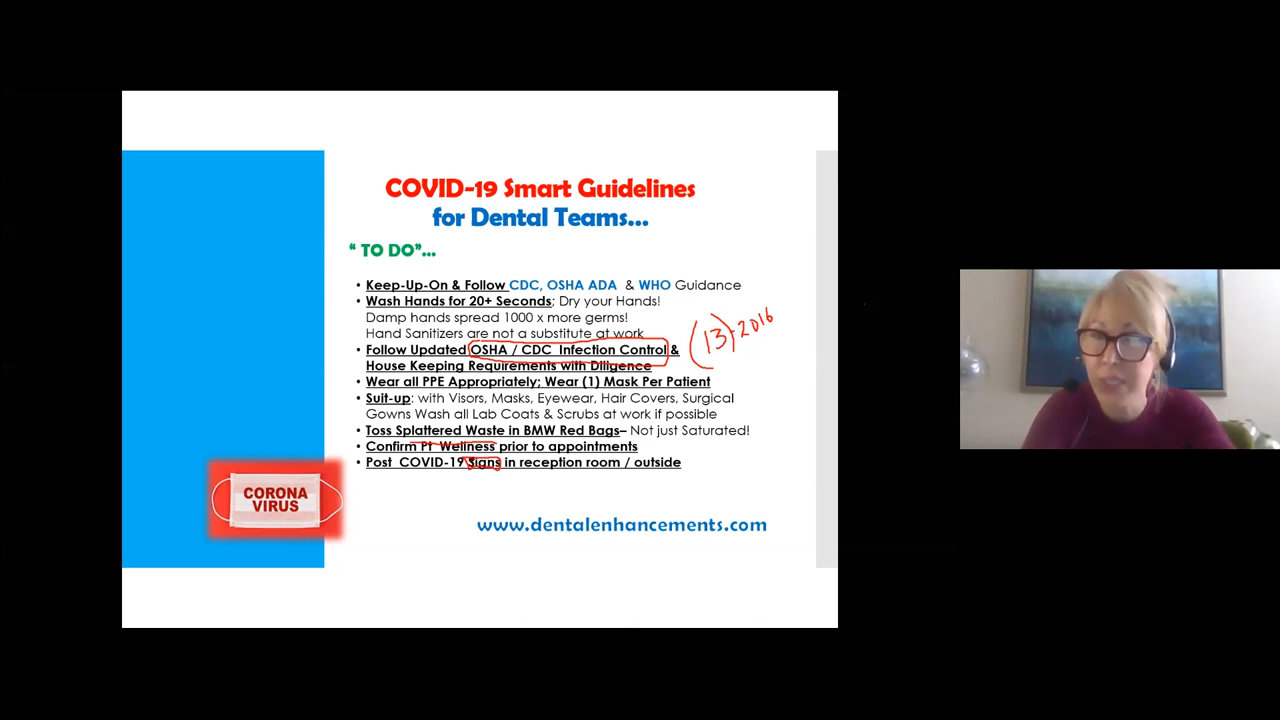 COVID-19 Smart Guidelines
for Dental Teams...
“ TO DO”...
• Keep-Up-On & Follow CDC, OSHA ADA & WHO Guidance
• Wash Hands for 20+ Seconds; Dry your Hands!
Damp hands spread 1000 x more germs!
Hand Sanitizers are not a substitute at work
(13)-2016
• Follow Updated OSHA / CDC Infection Control &
House Keeping Requirements with Diligence
• Wear all PPE Appropriately; Wear (1) Mask Per Patient
• Suit-up: with Visors, Masks, Eyewear, Hair Covers, Surgical
Gowns Wash all Lab Coats & Scrubs at work if possible
• Toss Splattered Waste in BMW Red Bags– Not just Saturated!
• Confirm Pt Wellness prior to appointments
• Post COVID-19 Signs in reception room / outside
CORONA
VIRUS
www.dentalenhancements.com